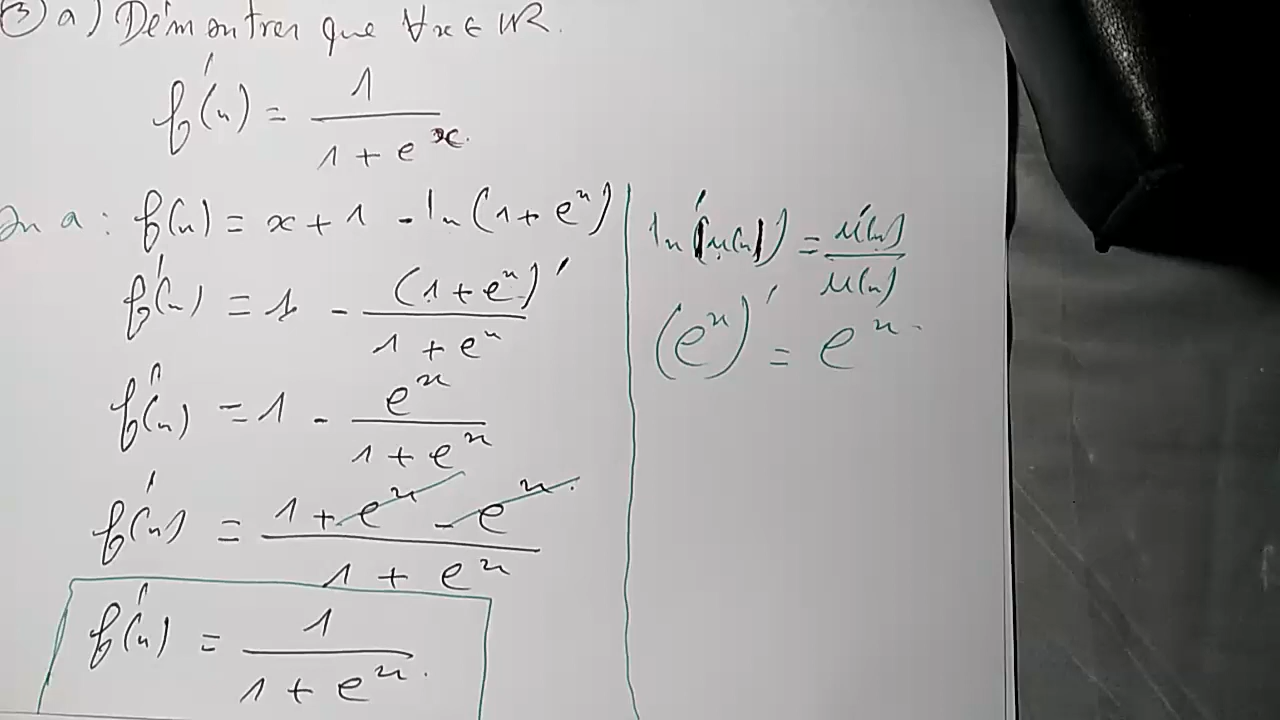 ③ a) Démontrer que ∀x ∈ IR.
f'(x) = 1 / (1 + e^x).
On a : f(x) = x + 1 - ln(1 + e^x)
f'(x) = 1 - (1 + e^x)' / (1 + e^x)
f'(x) = 1 - e^x / (1 + e^x)
f'(x) = (1 + e^x - e^x) / (1 + e^x)
f'(x) = 1 / (1 + e^x).
ln'(u(x)) = u'(x) / u(x)
(e^x)' = e^x.